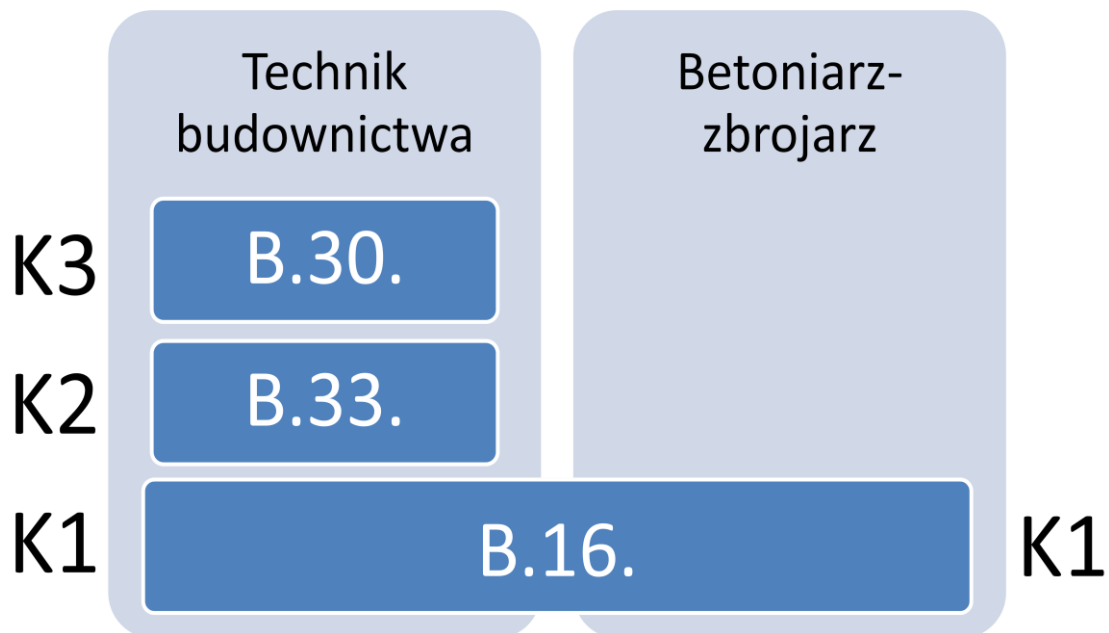 Technik
budownictwa
Betoniarz-
zbrojarz
K3
B.30.
K2
B.33.
K1
B.16.
K1